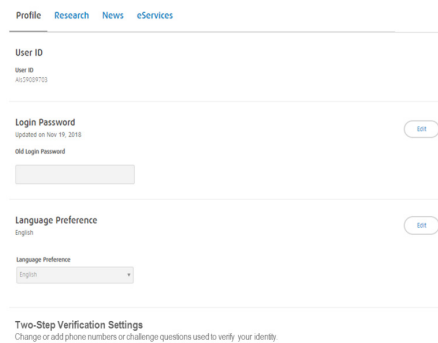 Profile Research News eServices
User ID
User ID
Login Password
Updated on Nov 19, 2018
Edit
Old Login Password
Language Preference
English
Edit
Language Preference
English
Two-Step Verification Settings
Change or add phone numbers or challenge questions used to verify your identity.